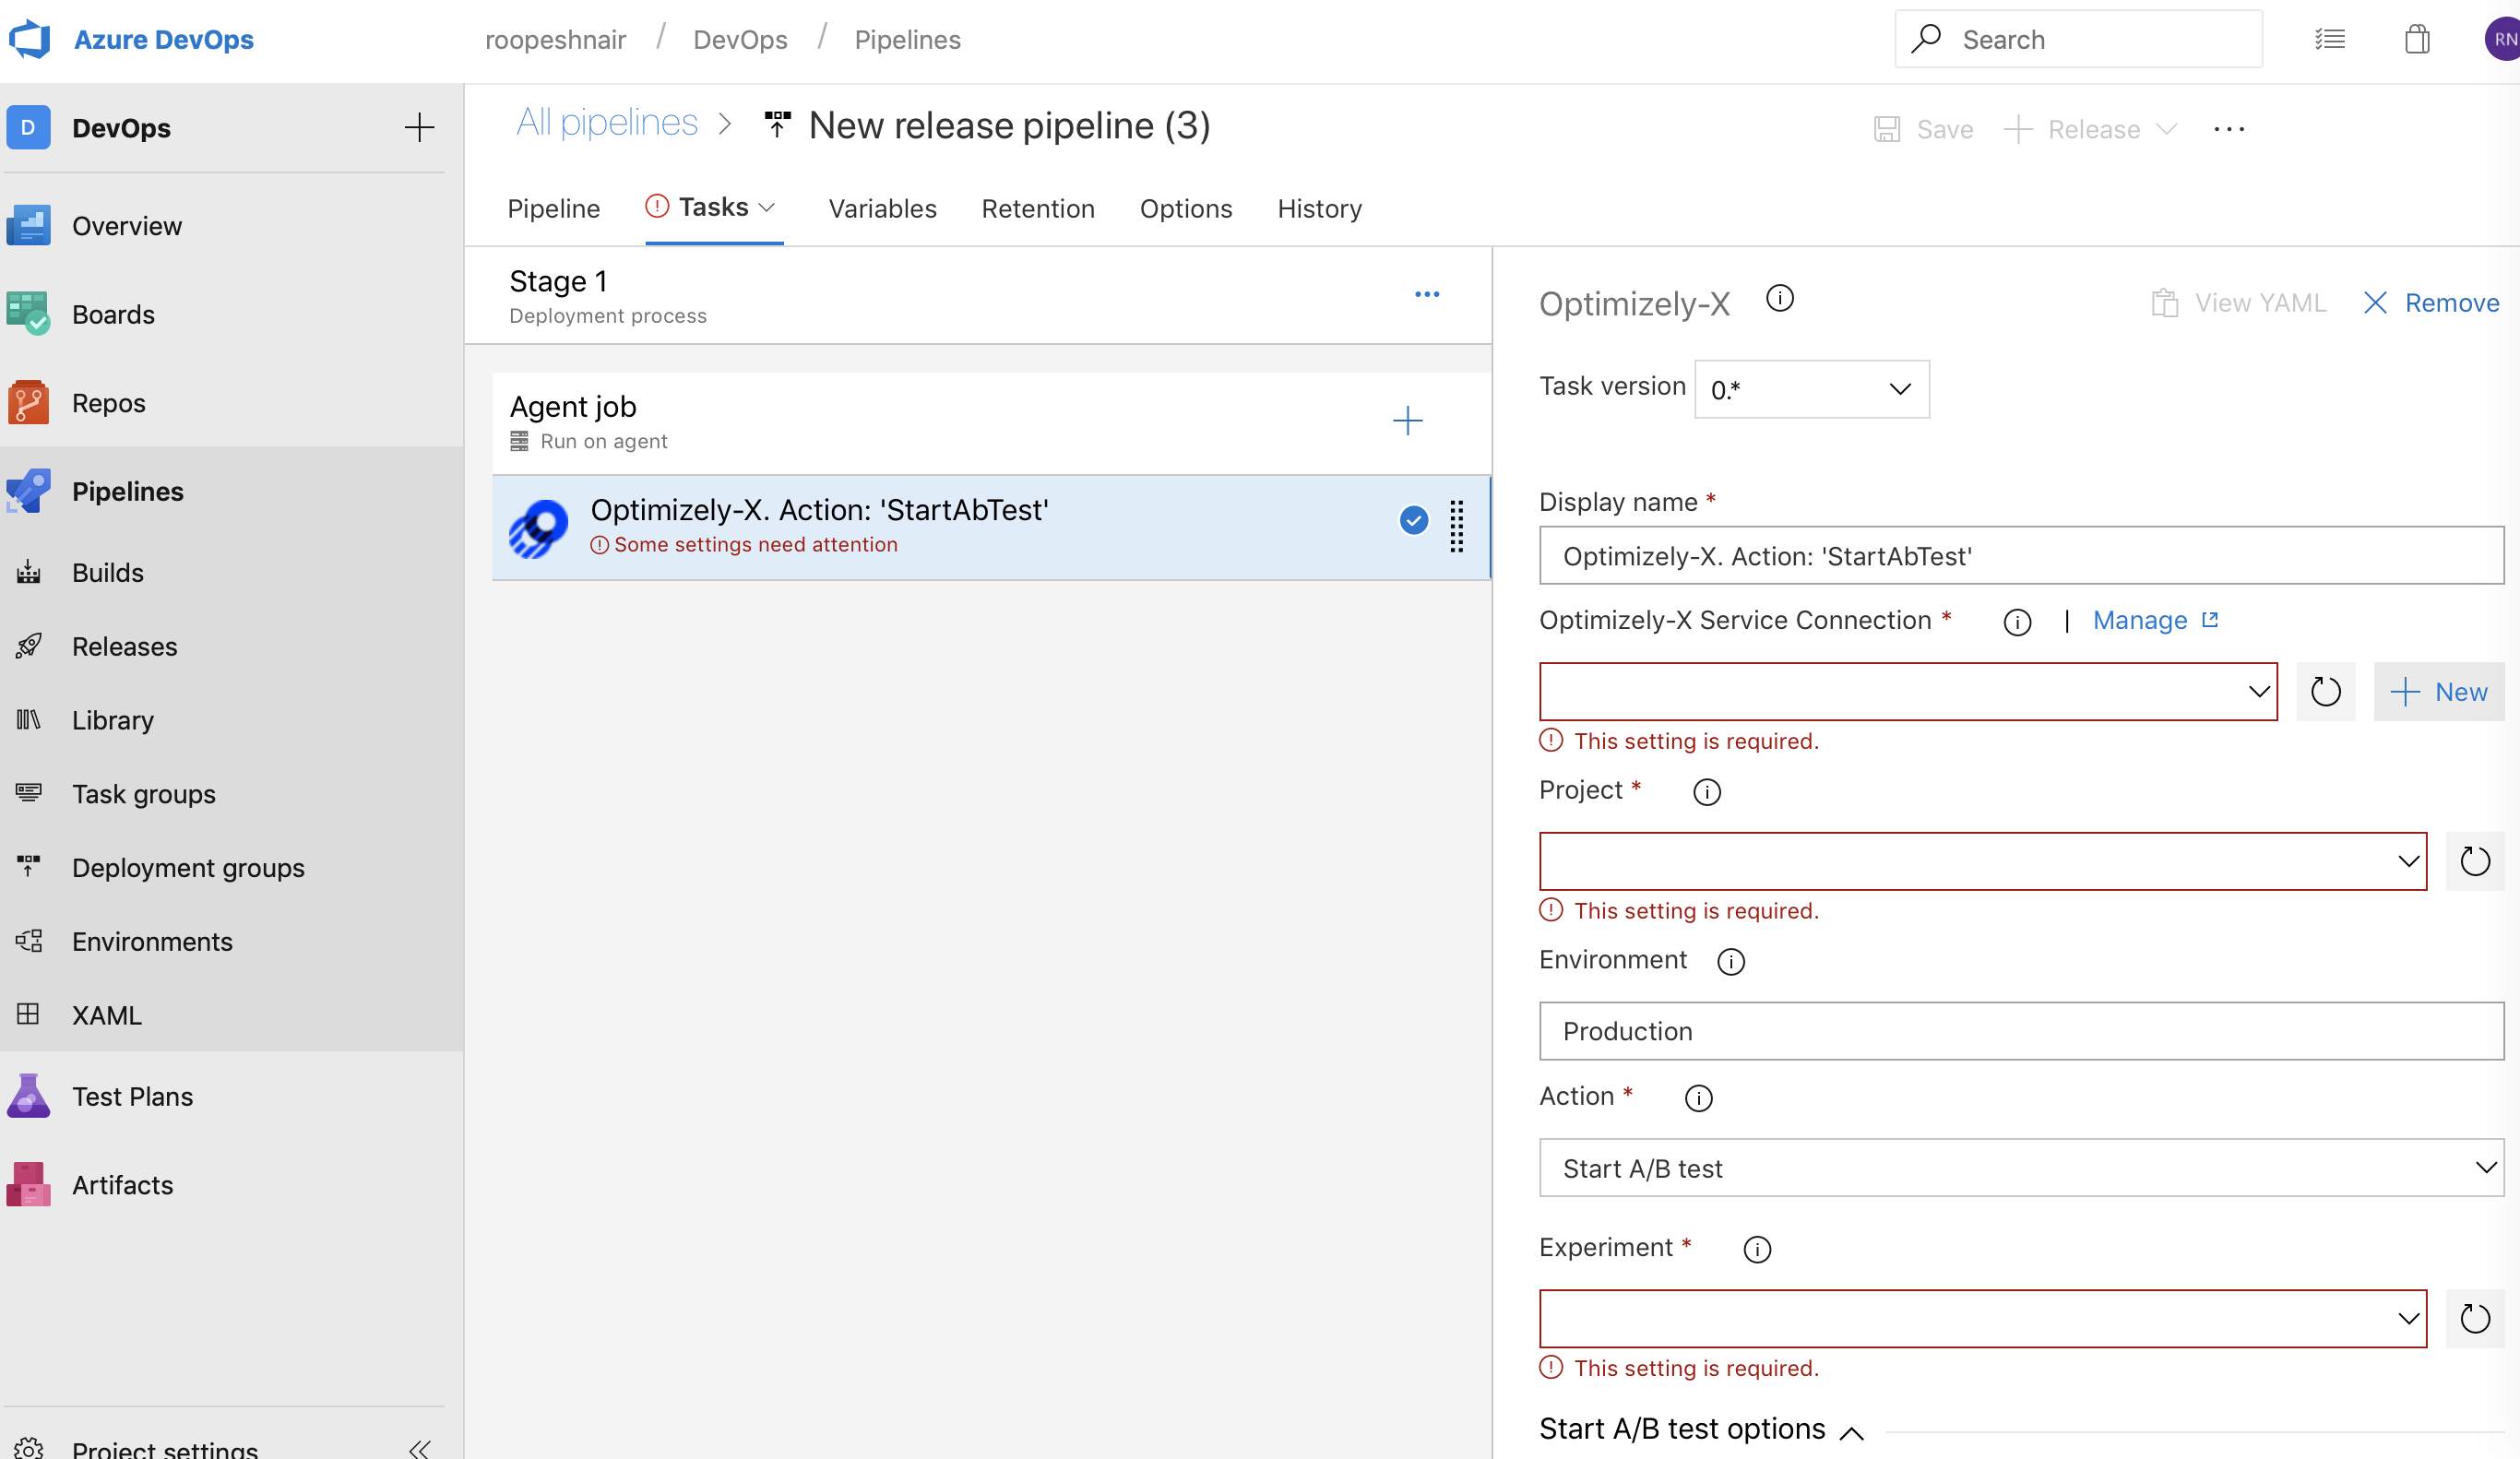 Azure DevOps
roopeshnair / DevOps / Pipelines
Search
RN
D DevOps
Overview
Boards
Repos
Pipelines
Builds
Releases
Library
Task groups
Deployment groups
Environments
XAML
Test Plans
Artifacts
Project settings
All pipelines > New release pipeline (3)
Save
Release
...
Pipeline
Tasks
Variables
Retention
Options
History
Stage 1
Deployment process
Agent job
Run on agent
Optimizely-X. Action: 'StartAbTest'
Some settings need attention
Optimizely-X
View YAML
Remove
Task version 0.*
Display name *
Optimizely-X. Action: 'StartAbTest'
Optimizely-X Service Connection * | Manage
New
This setting is required.
Project *
This setting is required.
Environment
Production
Action *
Start A/B test
Experiment *
This setting is required.
Start A/B test options